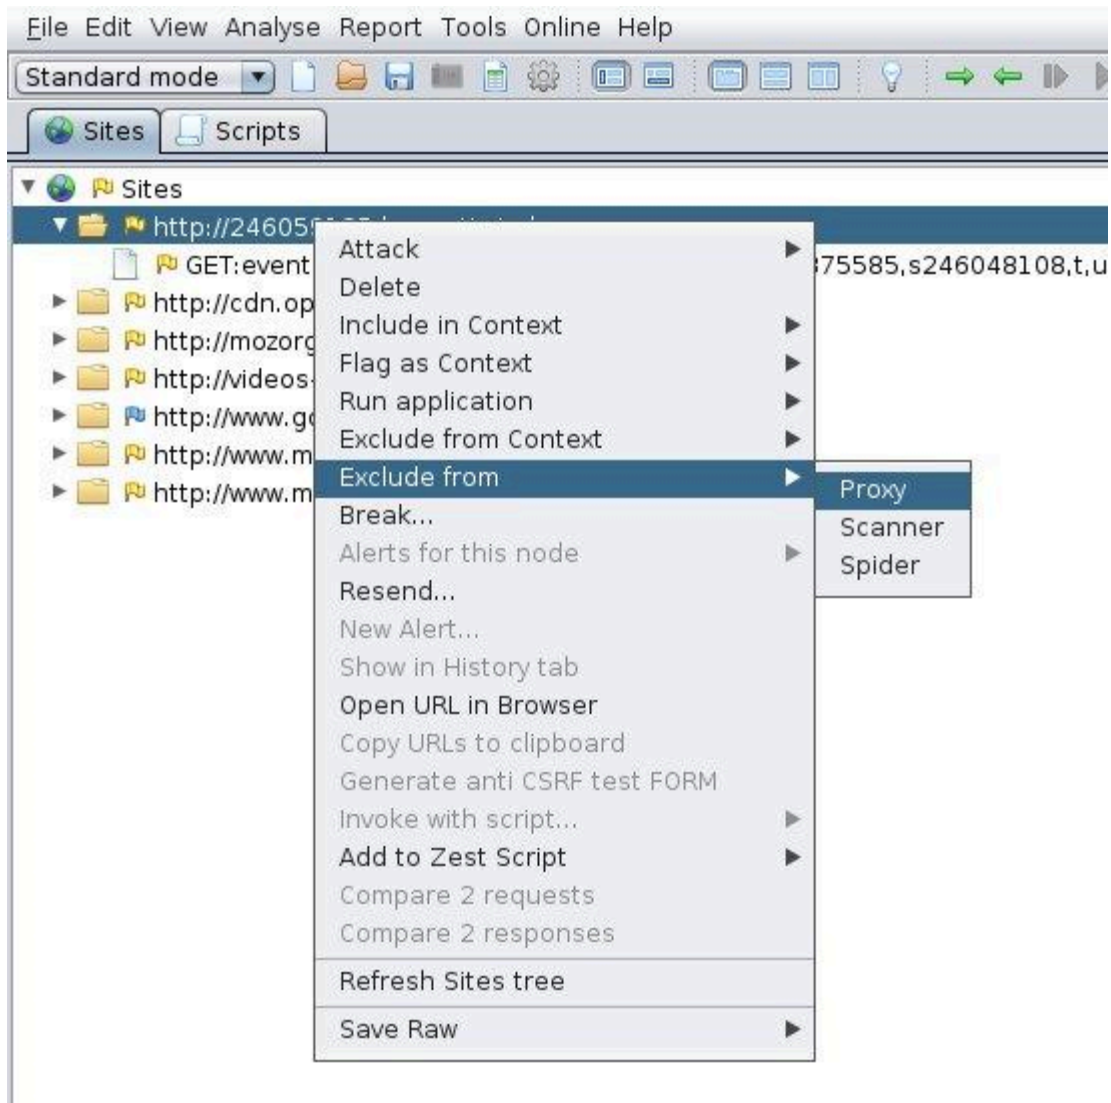 File Edit View Analyse Report Tools Online Help
Standard mode
Sites Scripts
Sites
http://24605
GET:event 75585,s246048108,t,u
http://cdn.op
http://mozorg
http://videos-
http://www.go
http://www.m
http://www.m
Attack
Delete
Include in Context
Flag as Context
Run application
Exclude from Context
Exclude from
Break...
Alerts for this node
Resend...
New Alert...
Show in History tab
Open URL in Browser
Copy URLs to clipboard
Generate anti CSRF test FORM
Invoke with script...
Add to Zest Script
Compare 2 requests
Compare 2 responses
Refresh Sites tree
Save Raw
Proxy
Scanner
Spider